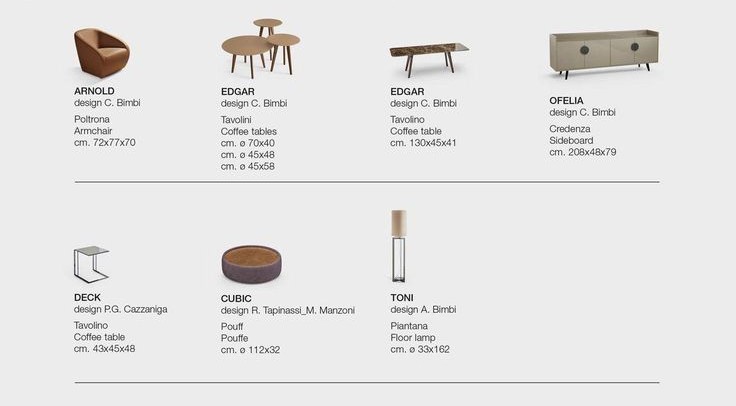 ARNOLD
design C. Bimbi
Poltrona
Armchair
cm. 72x77x70
EDGAR
design C. Bimbi
Tavolini
Coffee tables
cm. ø 70x40
cm. ø 45x48
cm. ø 45x58
EDGAR
design C. Bimbi
Tavolino
Coffee table
cm. 130x45x41
OFELIA
design C. Bimbi
Credenza
Sideboard
cm. 208x48x79
DECK
design P.G. Cazzaniga
Tavolino
Coffee table
cm. 43x45x48
CUBIC
design R. Tapinassi_M. Manzoni
Pouff
Pouffe
cm. ø 112x32
TONI
design A. Bimbi
Piantana
Floor lamp
cm. ø 33x162